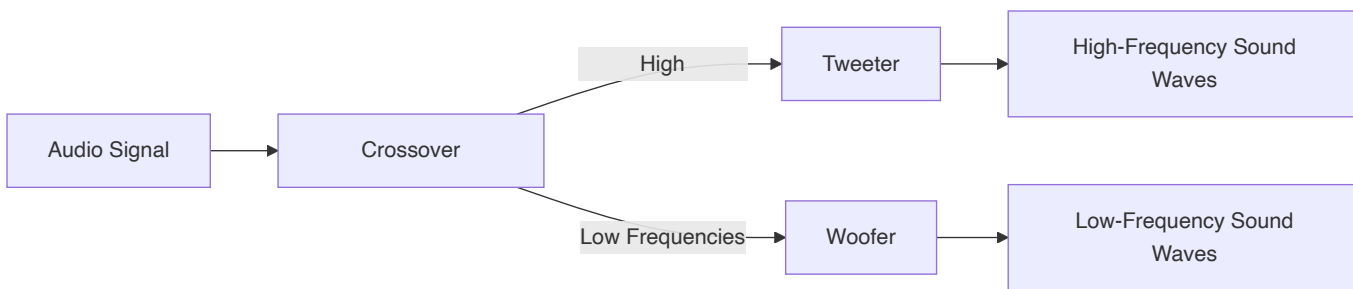 Audio Signal
Crossover
High
Tweeter
High-Frequency Sound
Waves
Low Frequencies
Woofer
Low-Frequency Sound
Waves